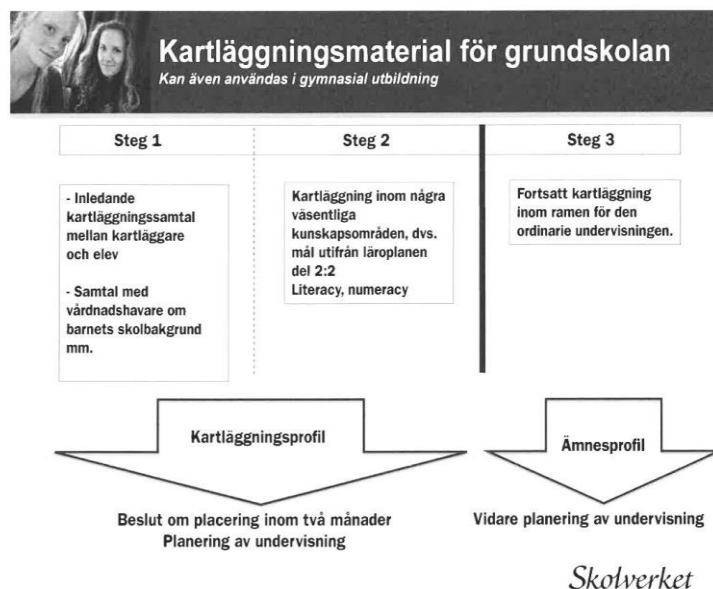 Kartläggningsmaterial för grundskolan
Kan även användas i gymnasial utbildning
Steg 1
Steg 2
Steg 3
- Inledande
kartläggningssamtal
mellan kartläggare
och elev
- Samtal med
vårdnadshavare om
barnets skolbakgrund
mm.
Kartläggning inom några
väsentliga
kunskapsområden, dvs.
mål utifrån läroplanen
del 2:2
Literacy, numeracy
Fortsatt kartläggning
inom ramen för den
ordinarie undervisningen.
Kartläggningsprofil
Ämnesprofil
Beslut om placering inom två månader
Planering av undervisning
Vidare planering av undervisning
Skolverket